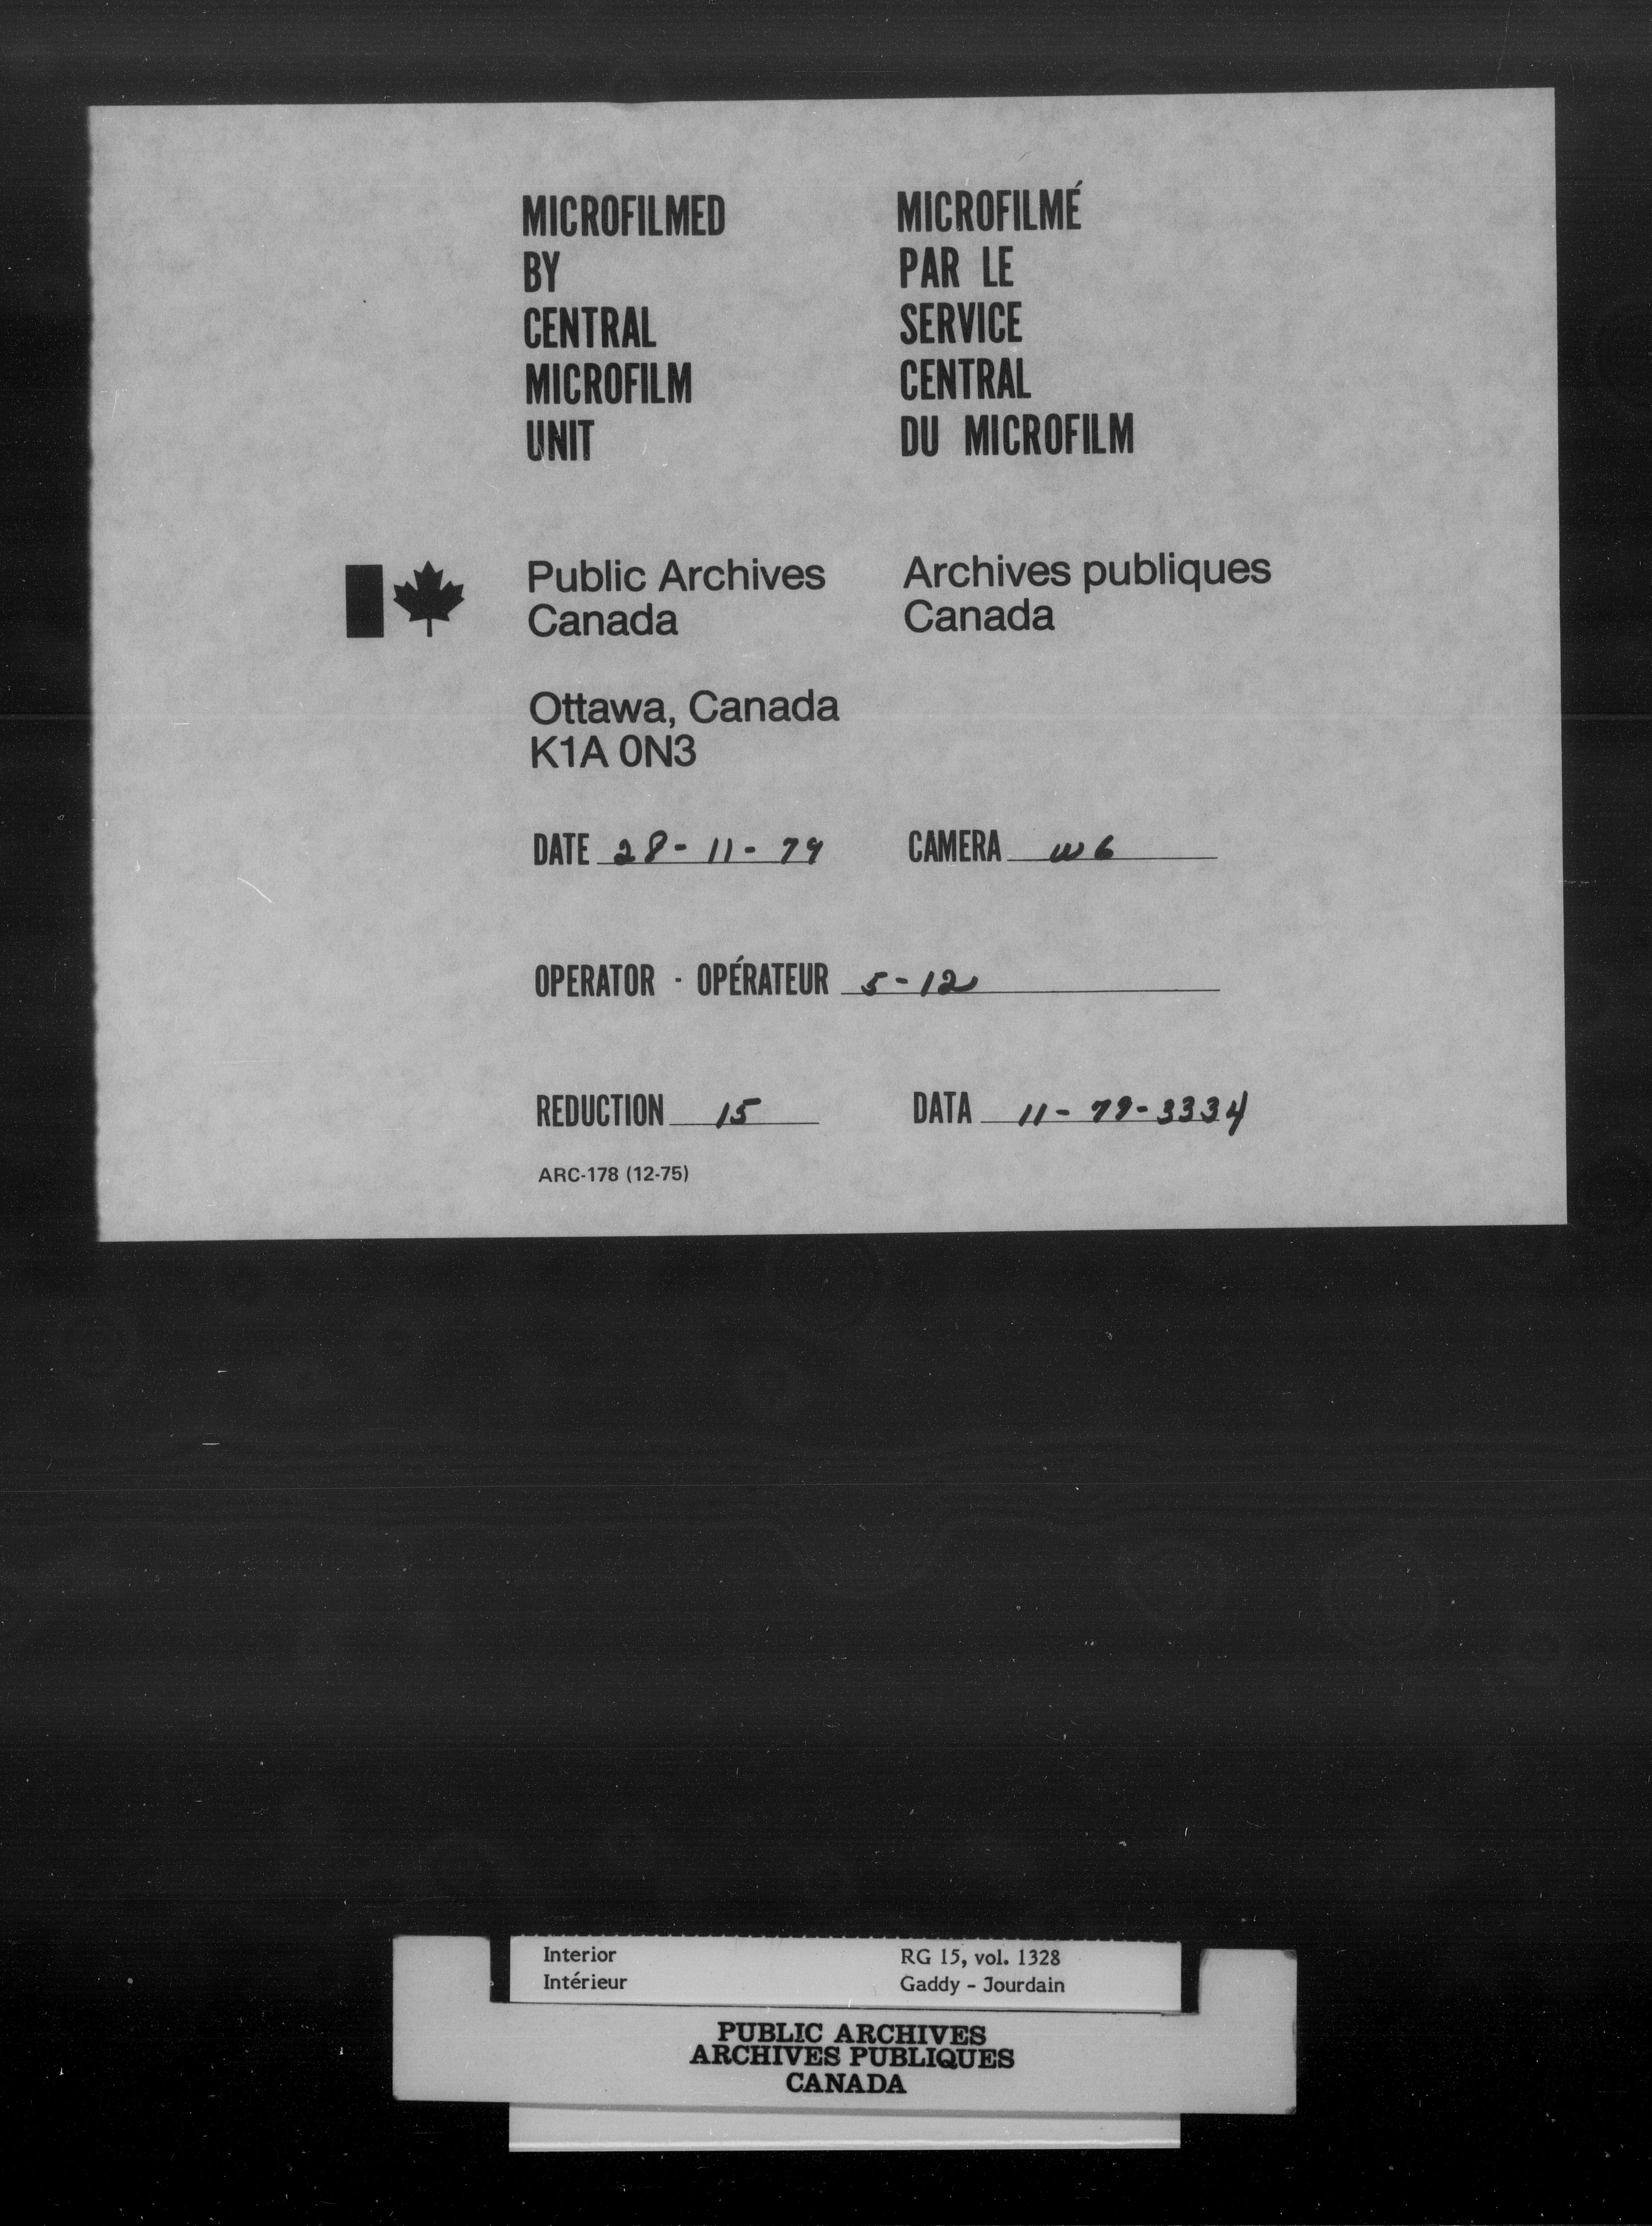 MICROFILMED
BY
CENTRAL
MICROFILM
UNIT
MICROFILMÉ
PAR LE
SERVICE
CENTRAL
DU MICROFILM
Public Archives
Canada
Archives publiques
Canada
Ottawa, Canada
K1A 0N3
DATE 28-11-79 CAMERA W6
OPERATOR - OPÉRATEUR 5-12
REDUCTION 15 DATA 11-79-3334
ARC-178 (12-75)
Interior RG 15, vol. 1328
Intérieur Gaddy - Jourdain
PUBLIC ARCHIVES
ARCHIVES PUBLIQUES
CANADA